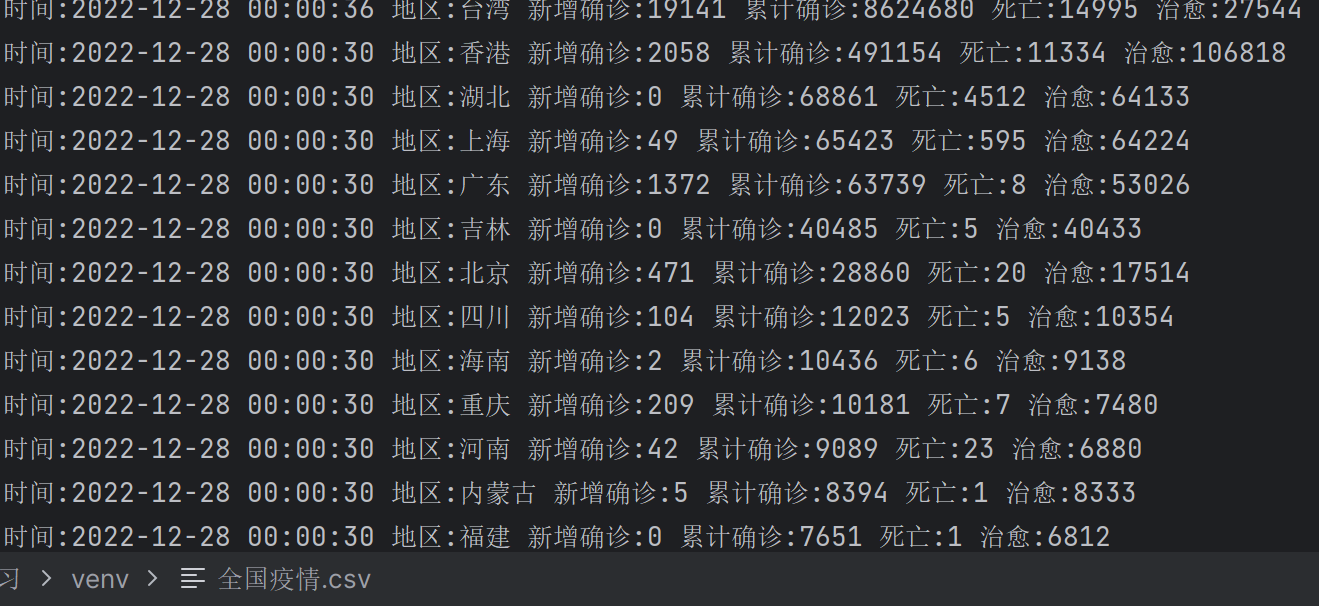 时间:2022-12-28 00:00:36 地区:台湾 新增确诊:19141 累计确诊:8624680 死亡:14995 治愈:27544
时间:2022-12-28 00:00:30 地区:香港 新增确诊:2058 累计确诊:491154 死亡:11334 治愈:106818
时间:2022-12-28 00:00:30 地区:湖北 新增确诊:0 累计确诊:68861 死亡:4512 治愈:64133
时间:2022-12-28 00:00:30 地区:上海 新增确诊:49 累计确诊:65423 死亡:595 治愈:64224
时间:2022-12-28 00:00:30 地区:广东 新增确诊:1372 累计确诊:63739 死亡:8 治愈:53026
时间:2022-12-28 00:00:30 地区:吉林 新增确诊:0 累计确诊:40485 死亡:5 治愈:40433
时间:2022-12-28 00:00:30 地区:北京 新增确诊:471 累计确诊:28860 死亡:20 治愈:17514
时间:2022-12-28 00:00:30 地区:四川 新增确诊:104 累计确诊:12023 死亡:5 治愈:10354
时间:2022-12-28 00:00:30 地区:海南 新增确诊:2 累计确诊:10436 死亡:6 治愈:9138
时间:2022-12-28 00:00:30 地区:重庆 新增确诊:209 累计确诊:10181 死亡:7 治愈:7480
时间:2022-12-28 00:00:30 地区:河南 新增确诊:42 累计确诊:9089 死亡:23 治愈:6880
时间:2022-12-28 00:00:30 地区:内蒙古 新增确诊:5 累计确诊:8394 死亡:1 治愈:8333
时间:2022-12-28 00:00:30 地区:福建 新增确诊:0 累计确诊:7651 死亡:1 治愈:6812
习 > venv > 全国疫情.csv